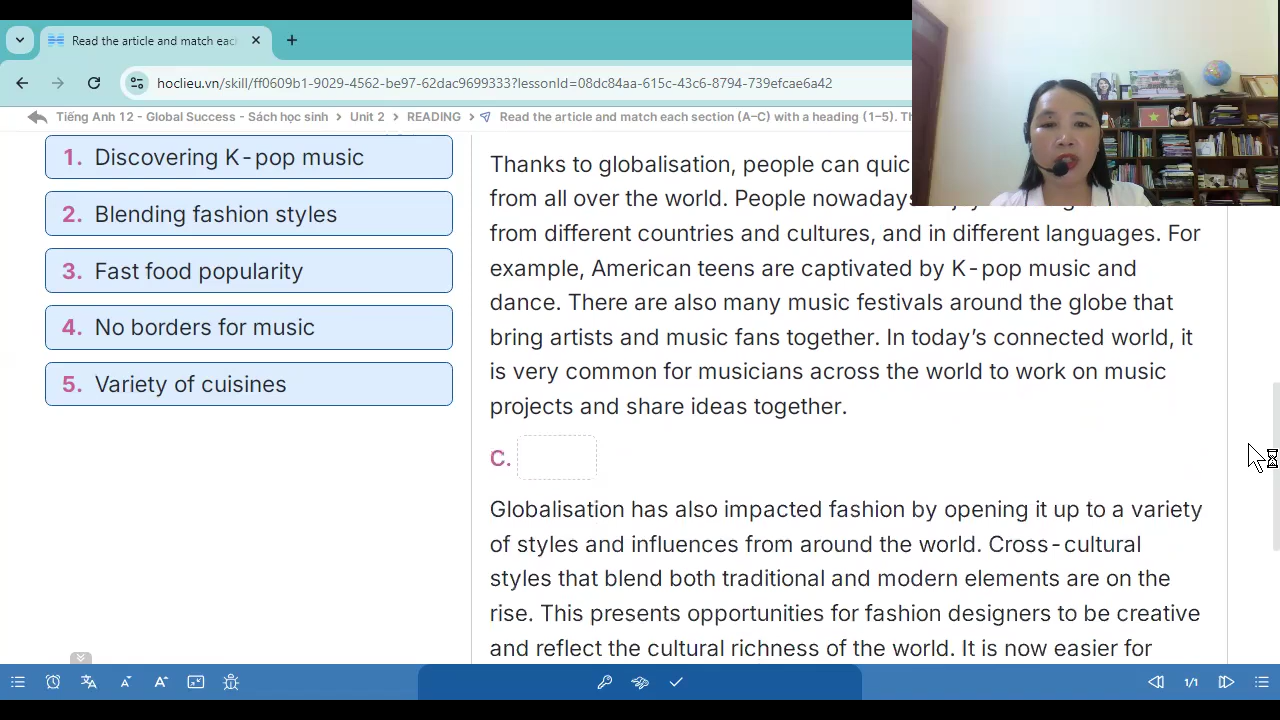 Read the article and match eac
hoclieu.vn/skill/ff0609b1-9029-4562-be97-62dac9699333?lessonId=08dc84aa-615c-43c6-8794-739efcae6a42
Tiếng Anh 12 - Global Success - Sách học sinh > Unit 2 > READING > Read the article and match each section (A–C) with a heading (1–5). Th
1. Discovering K-pop music
2. Blending fashion styles
3. Fast food popularity
4. No borders for music
5. Variety of cuisines
Thanks to globalisation, people can quic
from all over the world. People nowadays
from different countries and cultures, and in different languages. For
example, American teens are captivated by K-pop music and
dance. There are also many music festivals around the globe that
bring artists and music fans together. In today’s connected world, it
is very common for musicians across the world to work on music
projects and share ideas together.
C.
Globalisation has also impacted fashion by opening it up to a variety
of styles and influences from around the world. Cross-cultural
styles that blend both traditional and modern elements are on the
rise. This presents opportunities for fashion designers to be creative
and reflect the cultural richness of the world. It is now easier for
1/1